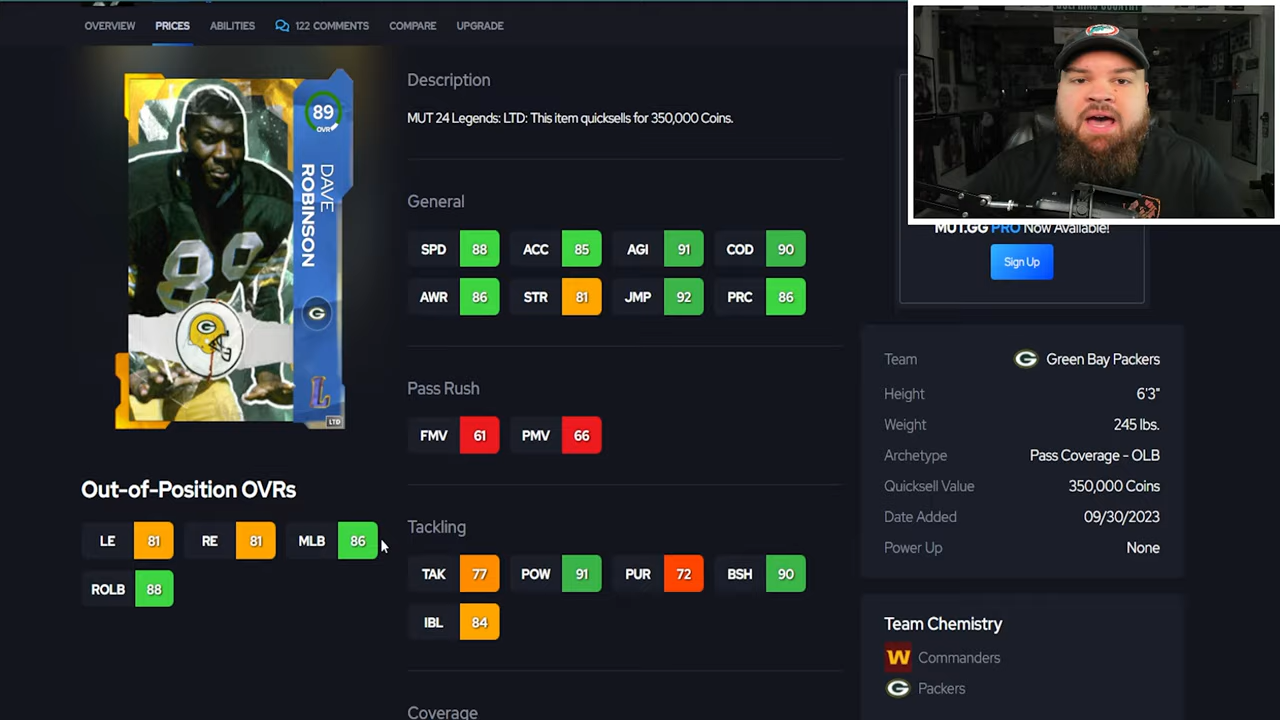 OVERVIEW PRICES ABILITIES 122 COMMENTS COMPARE UPGRADE
89
OVR
DAVE
ROBINSON
G
L
LTD
Out-of-Position OVRs
LE 81 RE 81 MLB 86
ROLB 88
Description
MUT 24 Legends: LTD: This item quicksells for 350,000 Coins.
General
SPD 88 ACC 85 AGI 91 COD 90
AWR 86 STR 81 JMP 92 PRC 86
Pass Rush
FMV 61 PMV 66
Tackling
TAK 77 POW 91 PUR 72 BSH 90
IBL 84
Coverage
MUT.GG PRO Now Available!
Sign Up
Team G Green Bay Packers
Height 6'3"
Weight 245 lbs.
Archetype Pass Coverage - OLB
Quicksell Value 350,000 Coins
Date Added 09/30/2023
Power Up None
Team Chemistry
W Commanders
G Packers